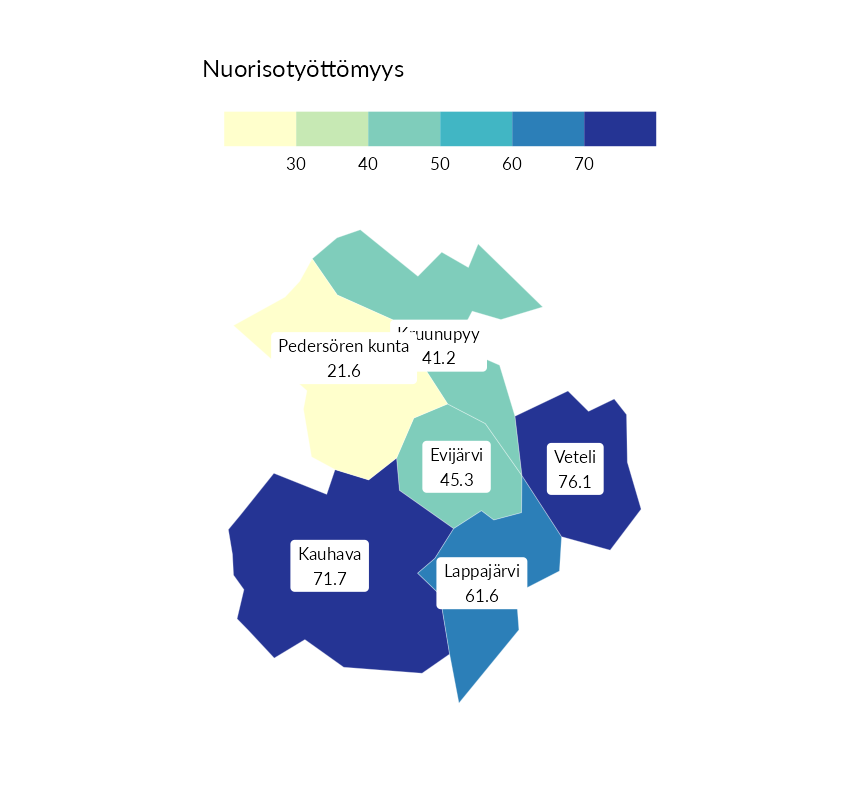 Nuorisotyöttömyys
30 40 50 60 70
Kruunupyy
41.2
Pedersören kunta
21.6
Evijärvi
45.3
Veteli
76.1
Kauhava
71.7
Lappajärvi
61.6